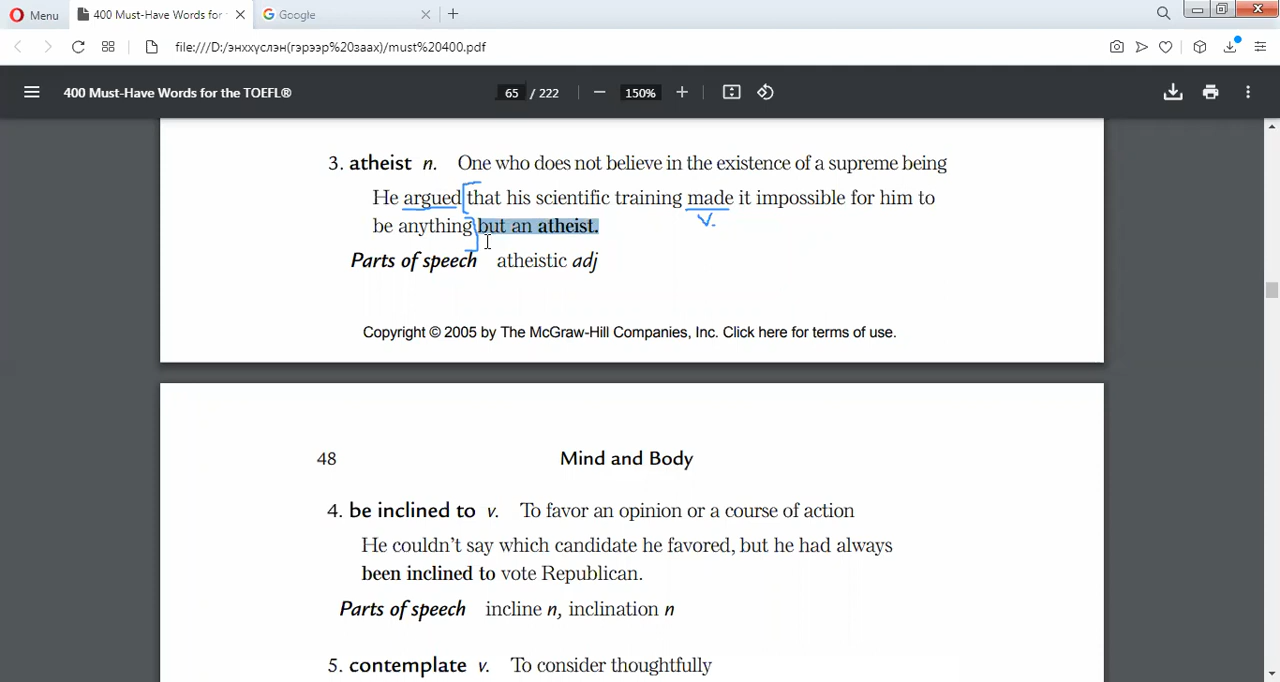 Menu
400 Must-Have Words for
Google
file:///D:/энххүслэн(гэрээр%20заах)/must%20400.pdf
400 Must-Have Words for the TOEFL®
65 / 222
150%
3. atheist n. One who does not believe in the existence of a supreme being
He argued that his scientific training made it impossible for him to
be anything but an atheist.
v.
Parts of speech atheistic adj
Copyright © 2005 by The McGraw-Hill Companies, Inc. Click here for terms of use.
48 Mind and Body
4. be inclined to v. To favor an opinion or a course of action
He couldn't say which candidate he favored, but he had always
been inclined to vote Republican.
Parts of speech incline n, inclination n
5. contemplate v. To consider thoughtfully